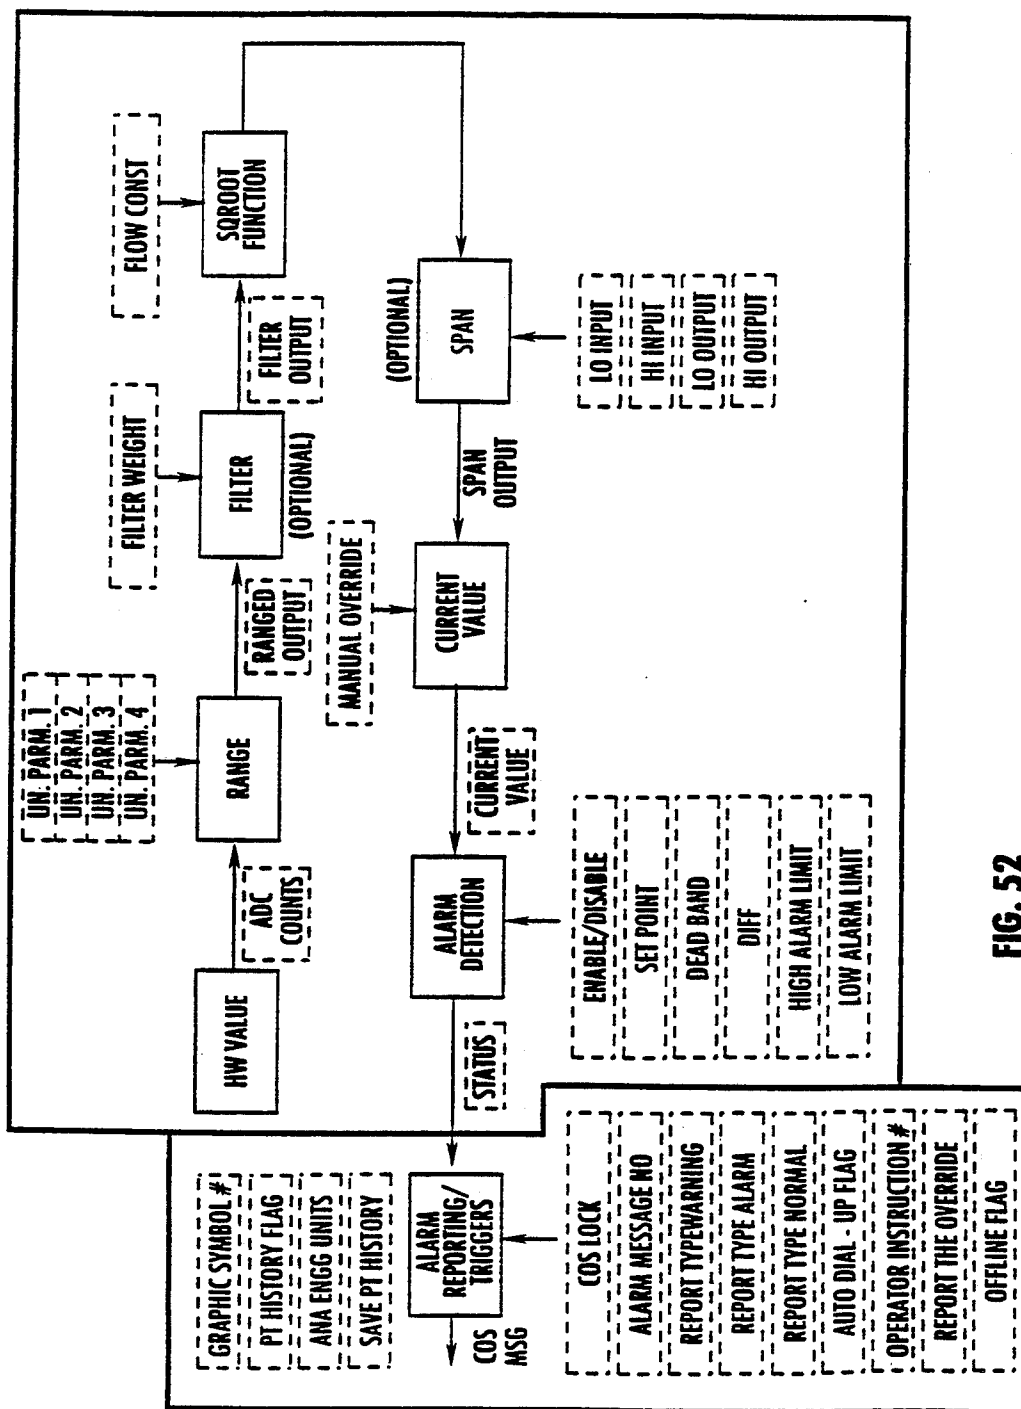 UN. PARM. 1
UN. PARM. 2
UN. PARM. 3
UN. PARM. 4
FILTER WEIGHT
FLOW CONST
HW VALUE
ADC
COUNTS
RANGE
RANGED
OUTPUT
FILTER
(OPTIONAL)
FILTER
OUTPUT
SQROOT
FUNCTION
GRAPHIC SYMBOL #
PT HISTORY FLAG
ANA ENGG UNITS
SAVE PT HISTORY
MANUAL OVERRIDE
COS
MSG
ALARM
REPORTING/
TRIGGERS
STATUS
ALARM
DETECTION
CURRENT
VALUE
CURRENT
VALUE
SPAN
OUTPUT
(OPTIONAL)
SPAN
COS LOCK
ALARM MESSAGE NO
REPORT TYPEWARNING
REPORT TYPE ALARM
REPORT TYPE NORMAL
AUTO DIAL - UP FLAG
OPERATOR INSTRUCTION #
REPORT THE OVERRIDE
OFFLINE FLAG
ENABLE/DISABLE
SET POINT
DEAD BAND
DIFF
HIGH ALARM LIMIT
LOW ALARM LIMIT
LO INPUT
HI INPUT
LO OUTPUT
HI OUTPUT
FIG. 52